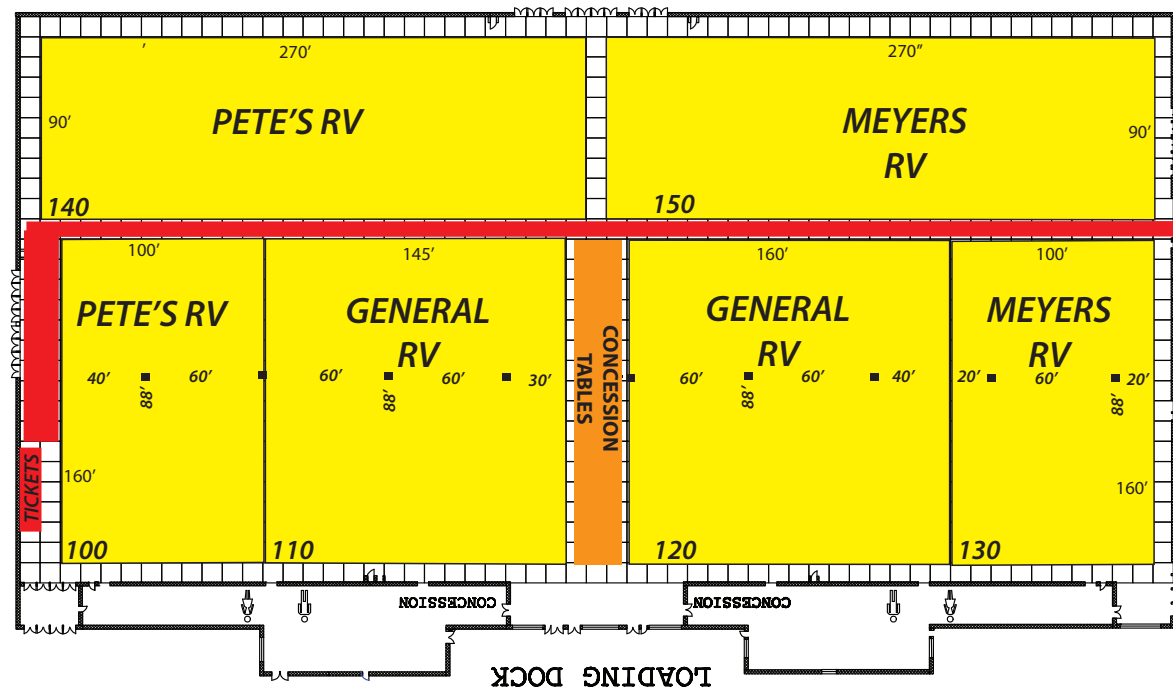 270’
PETE’S RV
90’
140
270”
MEYERS
RV
90’
150
100’
PETE’S RV
40’
60’
88’
160’
100
TICKETS
145’
GENERAL
RV
60’
60’
30’
88’
110
CONCESSION
TABLES
160’
GENERAL
RV
60’
60’
40’
88’
120
100’
MEYERS
RV
20’
60’
20’
88’
160’
130
CONCESSION
CONCESSION
LOADING DOCK